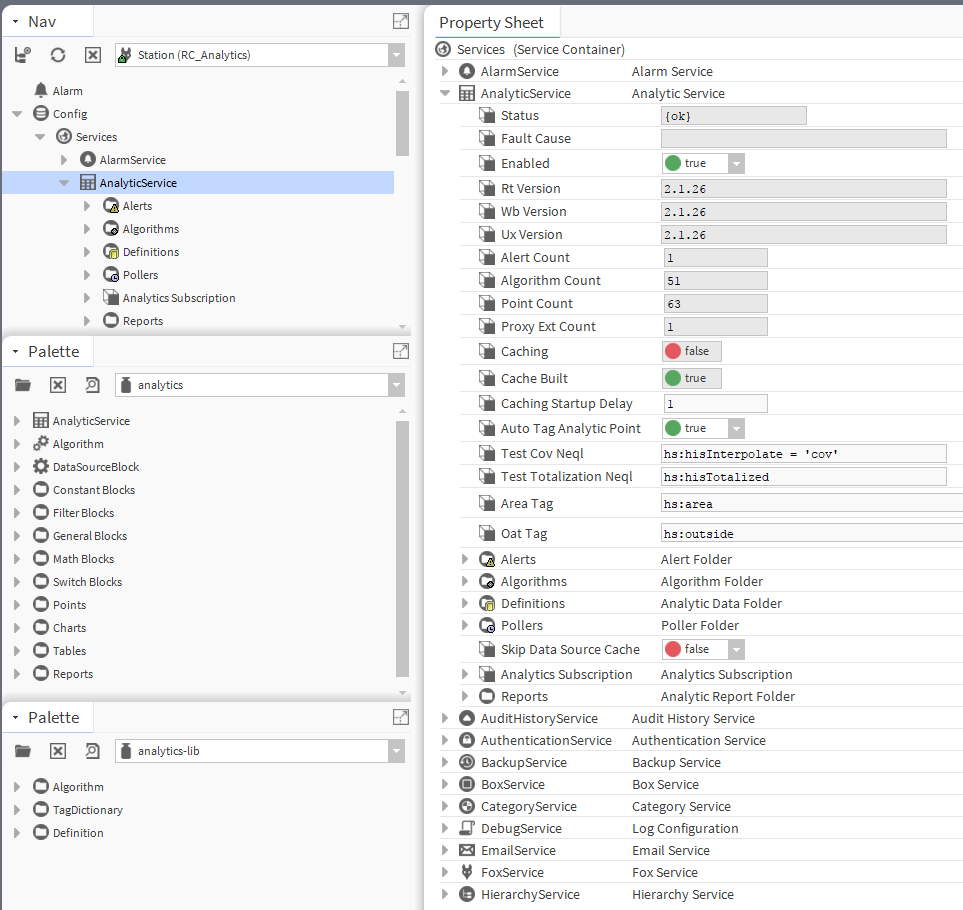 Nav
Station (RC_Analytics)
Alarm
Config
Services
AlarmService
AnalyticService
Alerts
Algorithms
Definitions
Pollers
Analytics Subscription
Reports
Palette
analytics
AnalyticService
Algorithm
DataSourceBlock
Constant Blocks
Filter Blocks
General Blocks
Math Blocks
Switch Blocks
Points
Charts
Tables
Reports
Palette
analytics-lib
Algorithm
TagDictionary
Definition
Property Sheet
Services (Service Container)
AlarmService Alarm Service
AnalyticService Analytic Service
Status {ok}
Fault Cause
Enabled true
Rt Version 2.1.26
Wb Version 2.1.26
Ux Version 2.1.26
Alert Count 1
Algorithm Count 51
Point Count 63
Proxy Ext Count 1
Caching false
Cache Built true
Caching Startup Delay 1
Auto Tag Analytic Point true
Test Cov Neql hs:hisInterpolate = 'cov'
Test Totalization Neql hs:hisTotalized
Area Tag hs:area
Oat Tag hs:outside
Alerts Alert Folder
Algorithms Algorithm Folder
Definitions Analytic Data Folder
Pollers Poller Folder
Skip Data Source Cache false
Analytics Subscription Analytics Subscription
Reports Analytic Report Folder
AuditHistoryService Audit History Service
AuthenticationService Authentication Service
BackupService Backup Service
BoxService Box Service
CategoryService Category Service
DebugService Log Configuration
EmailService Email Service
FoxService Fox Service
HierarchyService Hierarchy Service